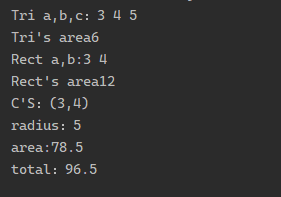 Tri a,b,c: 3 4 5
Tri's area6
Rect a,b:3 4
Rect's area12
C'S: (3,4)
radius: 5
area:78.5
total: 96.5